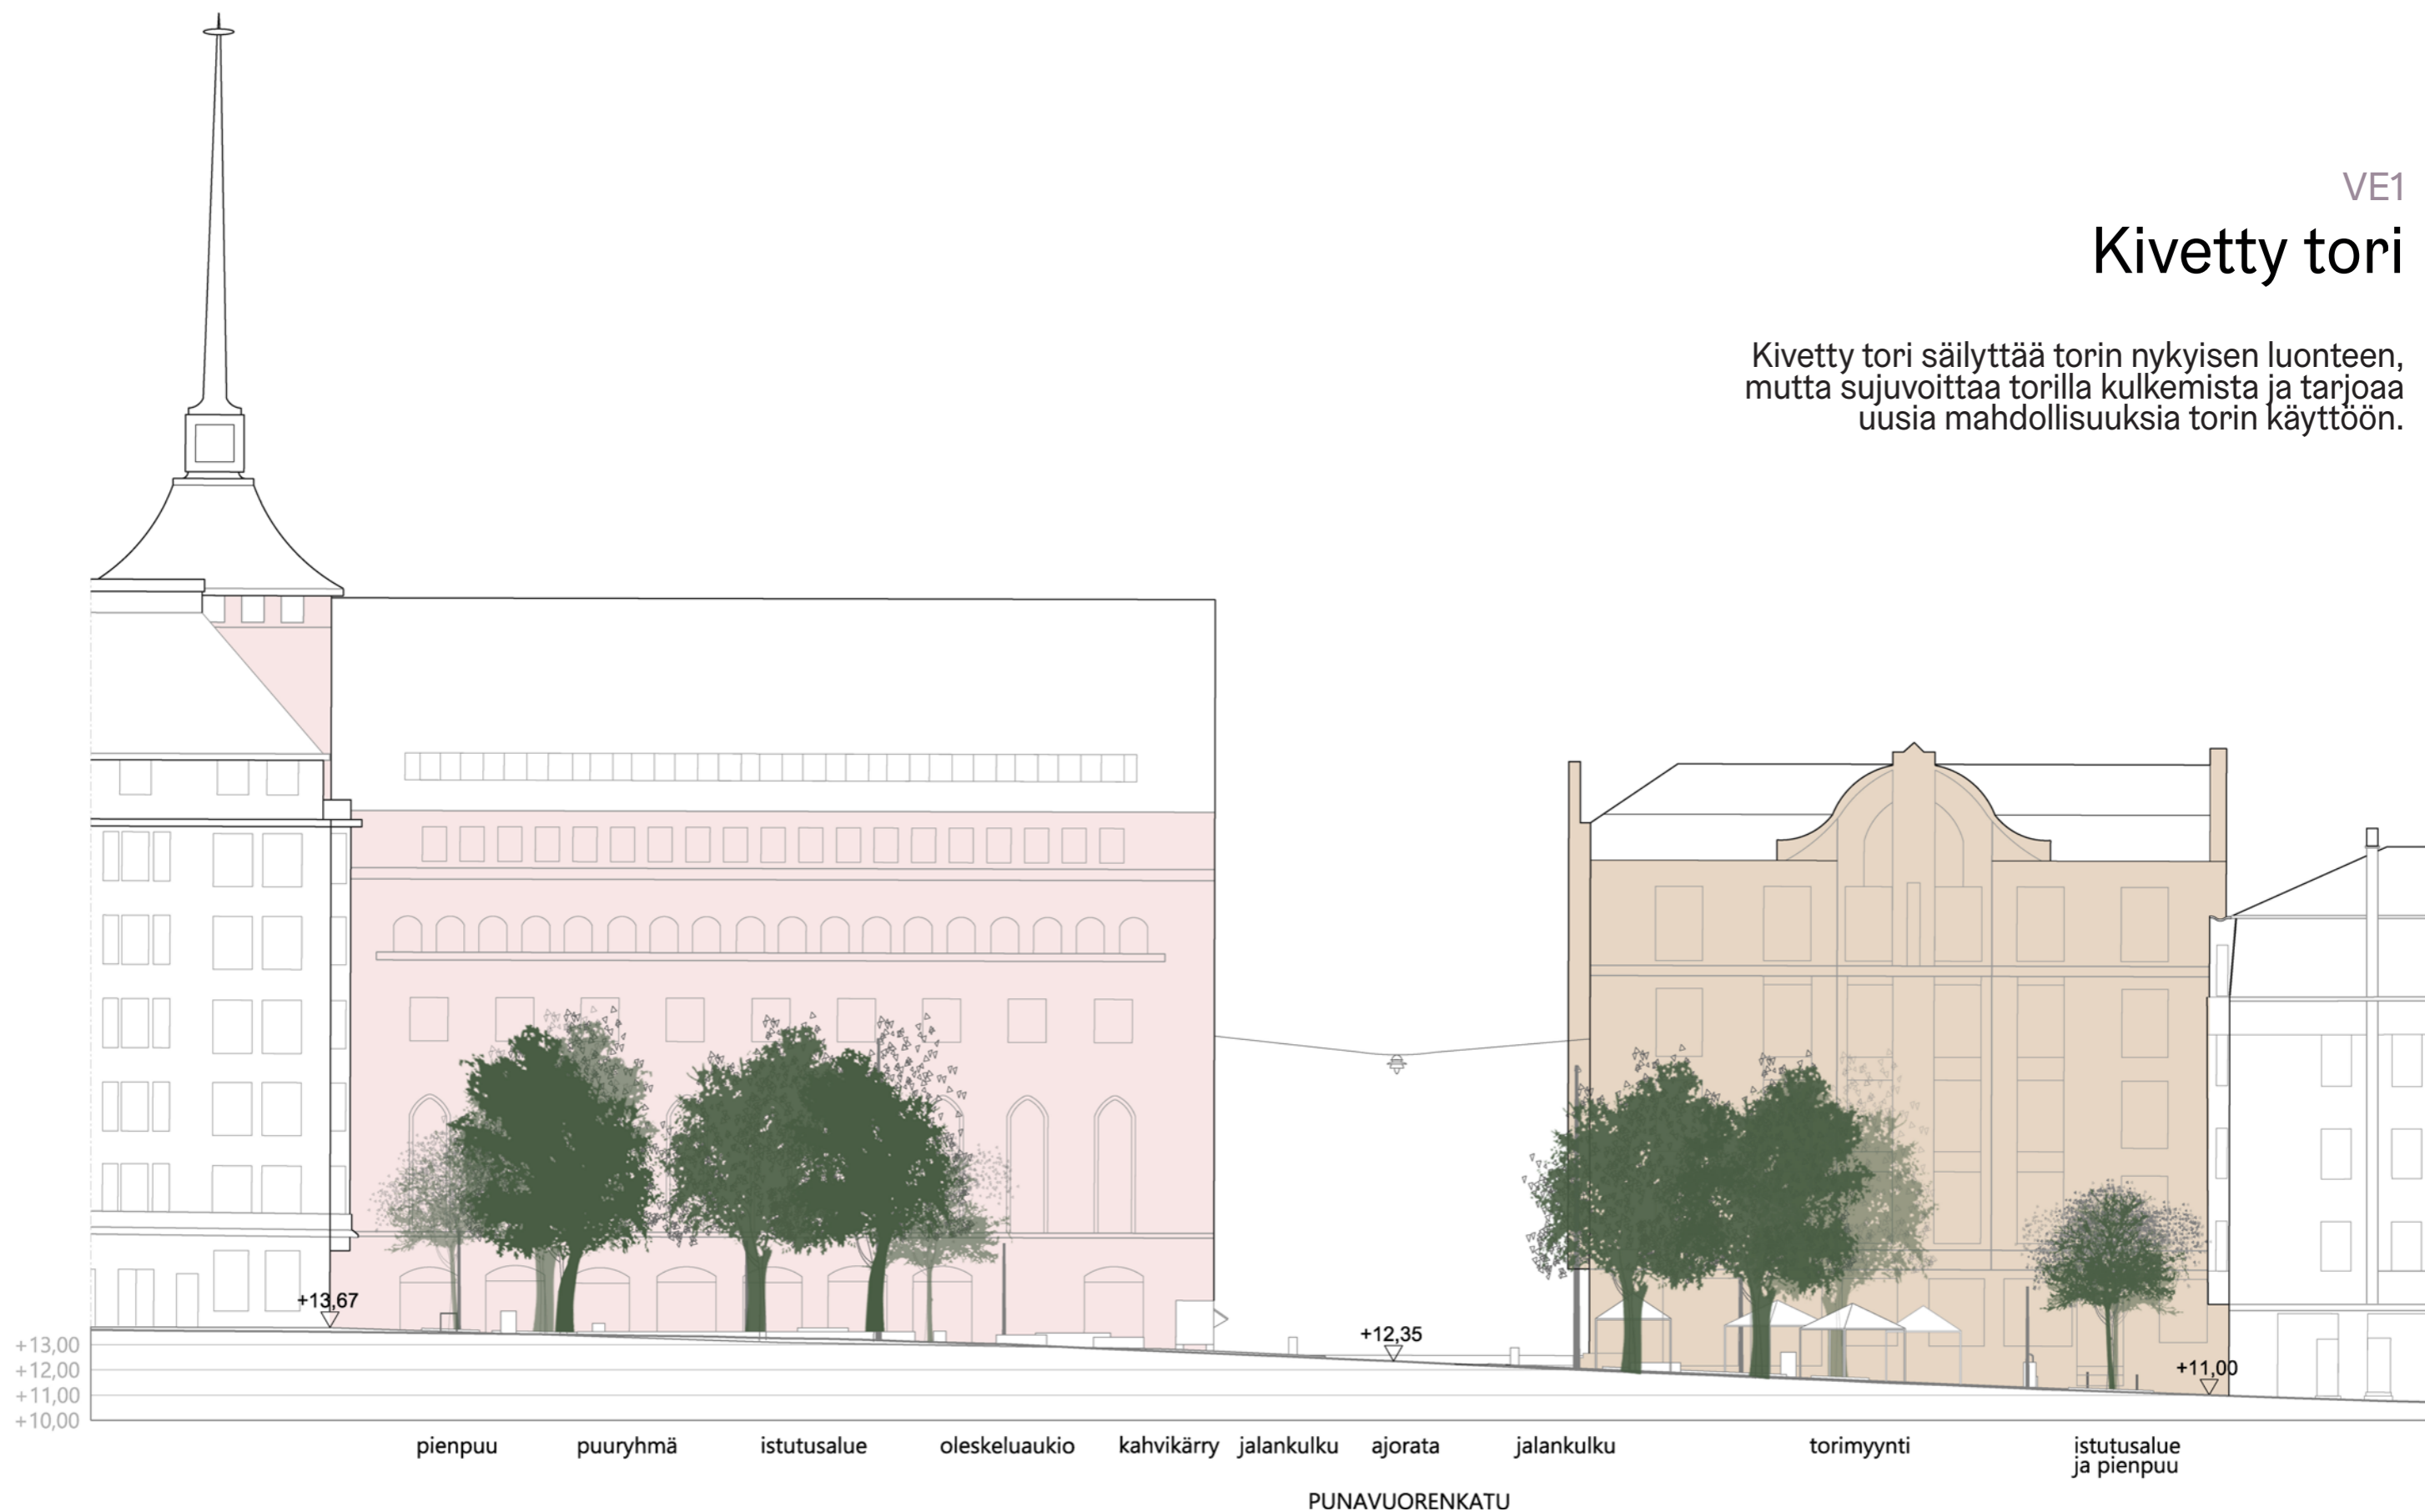 VE1
Kivetty tori
Kivetty tori säilyttää torin nykyisen luonteen,
mutta sujuvoittaa torilla kulkemista ja tarjoaa
uusia mahdollisuuksia torin käyttöön.
+13,67
+12,35
+11,00
+13,00
+12,00
+11,00
+10,00
pienpuu puuryhmä istutusalue oleskeluaukio kahvikärry jalankulku ajorata jalankulku torimyynti istutusalue
ja pienpuu
PUNAVUORENKATU